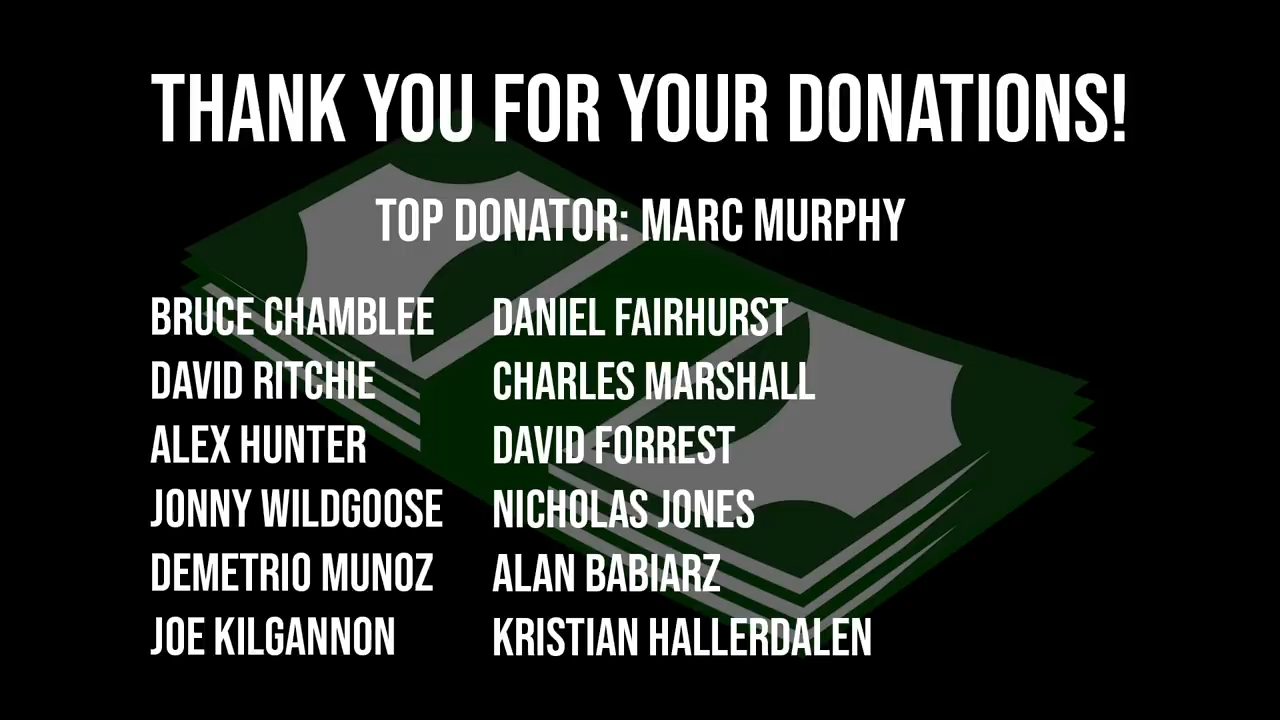 THANK YOU FOR YOUR DONATIONS!
TOP DONATOR: MARC MURPHY
BRUCE CHAMBLEE
DAVID RITCHIE
ALEX HUNTER
JONNY WILDGOOSE
DEMETRIO MUNOZ
JOE KILGANNON
DANIEL FAIRHURST
CHARLES MARSHALL
DAVID FORREST
NICHOLAS JONES
ALAN BABIARZ
KRISTIAN HALLERDALEN